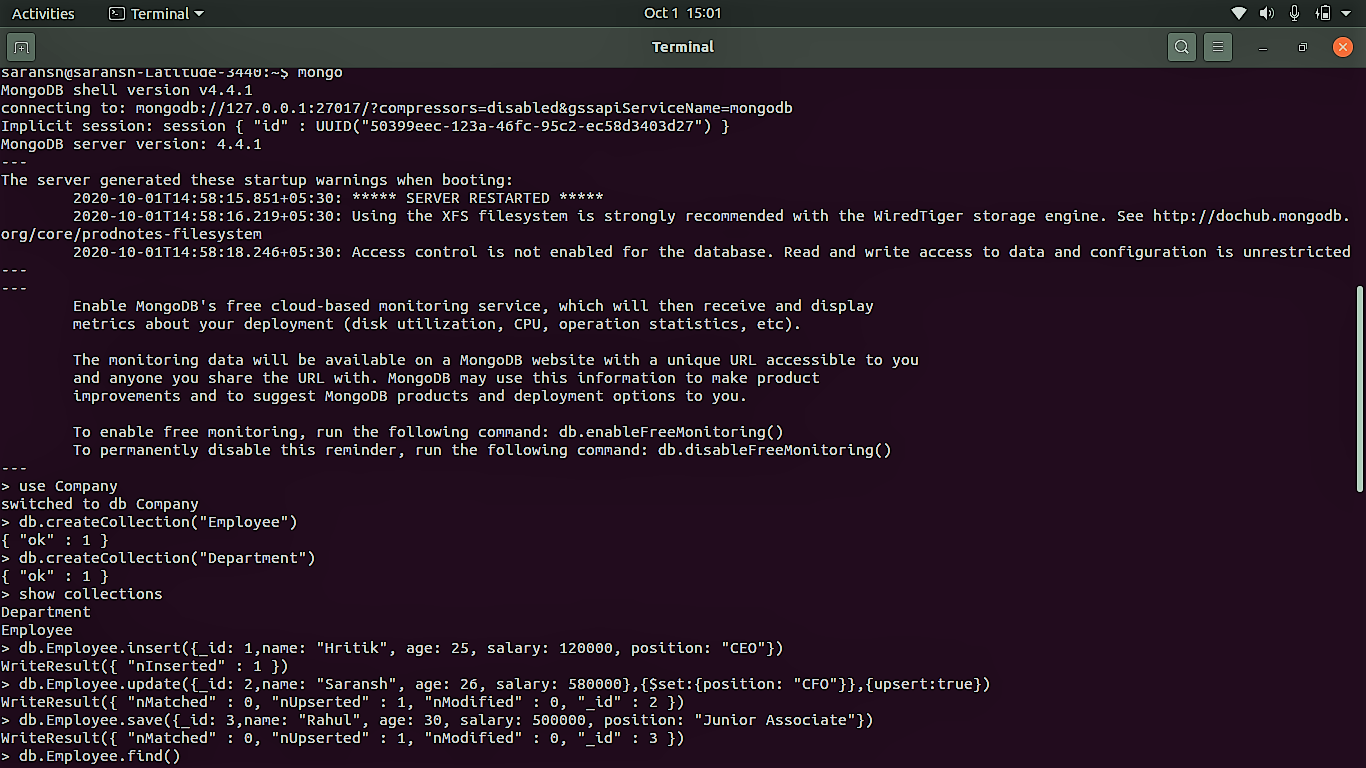 Activities Terminal Oct 1 15:01
Terminal
saransh@saransh-Latitude-3440:~$ mongo
MongoDB shell version v4.4.1
connecting to: mongodb://127.0.0.1:27017/?compressors=disabled&gssapiServiceName=mongodb
Implicit session: session { "id" : UUID("50399eec-123a-46fc-95c2-ec58d3403d27") }
MongoDB server version: 4.4.1
---
The server generated these startup warnings when booting:
        2020-10-01T14:58:15.851+05:30: ***** SERVER RESTARTED *****
        2020-10-01T14:58:16.219+05:30: Using the XFS filesystem is strongly recommended with the WiredTiger storage engine. See http://dochub.mongodb.
org/core/prodnotes-filesystem
        2020-10-01T14:58:18.246+05:30: Access control is not enabled for the database. Read and write access to data and configuration is unrestricted
---
---
        Enable MongoDB's free cloud-based monitoring service, which will then receive and display
        metrics about your deployment (disk utilization, CPU, operation statistics, etc).

        The monitoring data will be available on a MongoDB website with a unique URL accessible to you
        and anyone you share the URL with. MongoDB may use this information to make product
        improvements and to suggest MongoDB products and deployment options to you.

        To enable free monitoring, run the following command: db.enableFreeMonitoring()
        To permanently disable this reminder, run the following command: db.disableFreeMonitoring()
---
> use Company
switched to db Company
> db.createCollection("Employee")
{ "ok" : 1 }
> db.createCollection("Department")
{ "ok" : 1 }
> show collections
Department
Employee
> db.Employee.insert({_id: 1,name: "Hritik", age: 25, salary: 120000, position: "CEO"})
WriteResult({ "nInserted" : 1 })
> db.Employee.update({_id: 2,name: "Saransh", age: 26, salary: 580000},{$set:{position: "CFO"}},{upsert:true})
WriteResult({ "nMatched" : 0, "nUpserted" : 1, "nModified" : 0, "_id" : 2 })
> db.Employee.save({_id: 3,name: "Rahul", age: 30, salary: 500000, position: "Junior Associate"})
WriteResult({ "nMatched" : 0, "nUpserted" : 1, "nModified" : 0, "_id" : 3 })
> db.Employee.find()